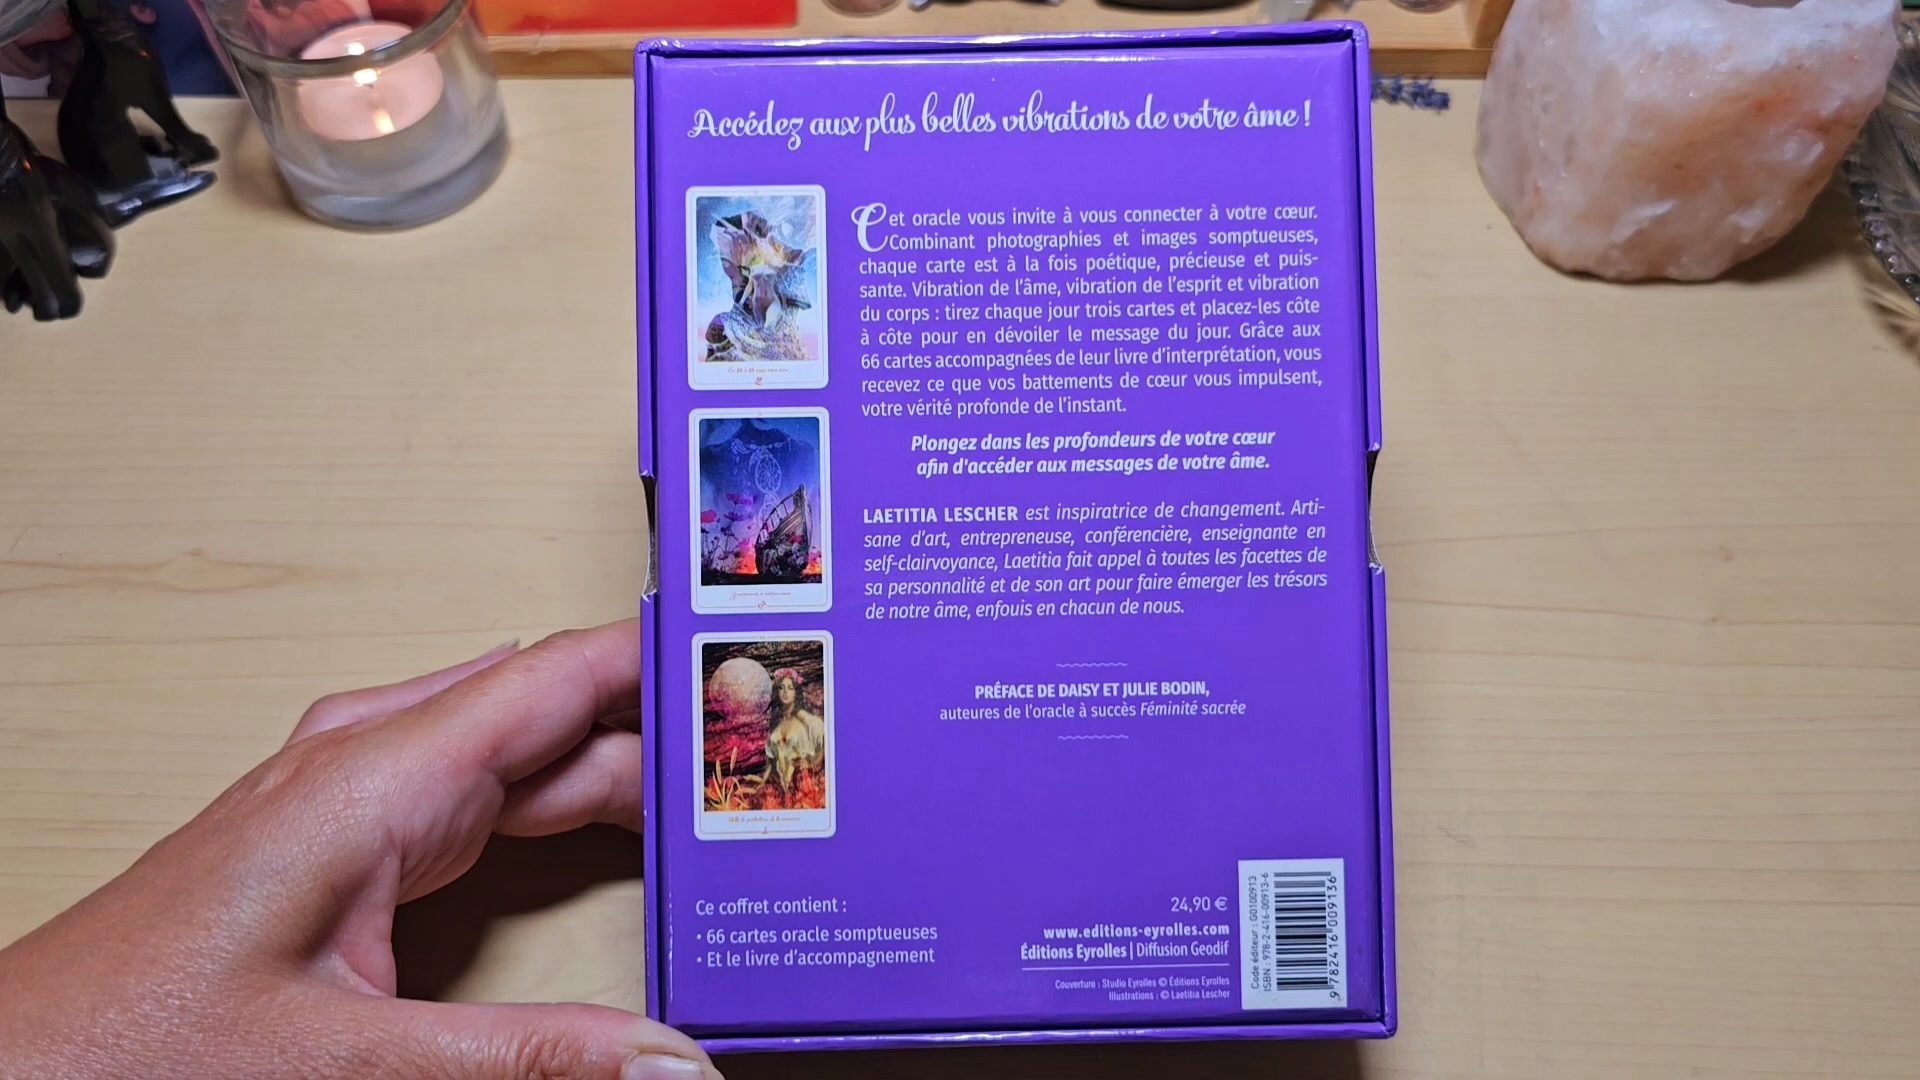 Accédez aux plus belles vibrations de votre âme !
Cet oracle vous invite à vous connecter à votre cœur.
Combinant photographies et images somptueuses,
chaque carte est à la fois poétique, précieuse et puis-
sante. Vibration de l'âme, vibration de l'esprit et vibration
du corps : tirez chaque jour trois cartes et placez-les côte
à côte pour en dévoiler le message du jour. Grâce aux
66 cartes accompagnées de leur livre d'interprétation, vous
recevez ce que vos battements de cœur vous impulsent,
votre vérité profonde de l'instant.
Plongez dans les profondeurs de votre cœur
afin d'accéder aux messages de votre âme.
LAETITIA LESCHER est inspiratrice de changement. Arti-
sane d'art, entrepreneuse, conférencière, enseignante en
self-clairvoyance, Laetitia fait appel à toutes les facettes de
sa personnalité et de son art pour faire émerger les trésors
de notre âme, enfouis en chacun de nous.
PRÉFACE DE DAISY ET JULIE BODIN,
auteures de l'oracle à succès Féminité sacrée
Ce coffret contient :
• 66 cartes oracle somptueuses
• Et le livre d'accompagnement
24,90 €
www.editions-eyrolles.com
Éditions Eyrolles | Diffusion Geodif
Couverture : Studio Eyrolles © Éditions Eyrolles
Illustrations : © Laetitia Lescher
Code éditeur : G0100913
ISBN : 978-2-416-00913-6
9 782416 009136